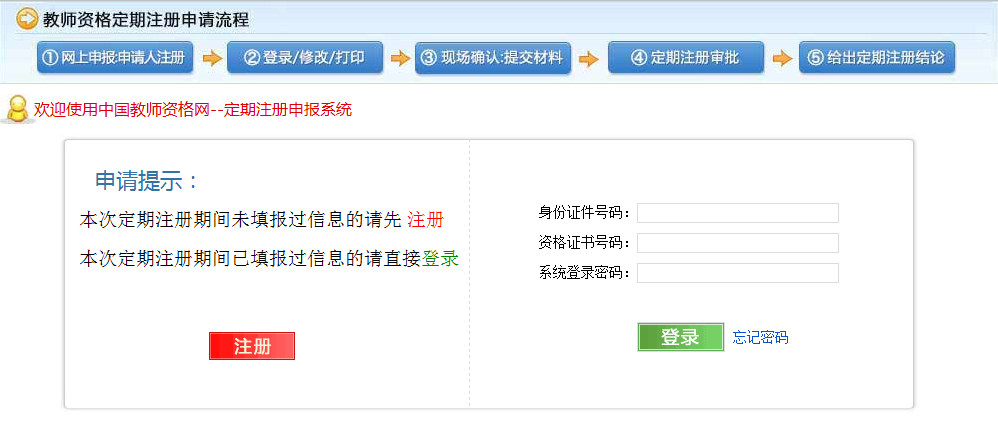 教师资格定期注册申请流程
①网上申报:申请人注册
②登录/修改/打印
③现场确认:提交材料
④定期注册审批
⑤给出定期注册结论
欢迎使用中国教师资格网--定期注册申报系统
申请提示：
本次定期注册期间未填报过信息的请先 注册
本次定期注册期间已填报过信息的请直接登录
注册
身份证件号码：
资格证书号码：
系统登录密码：
登录 忘记密码